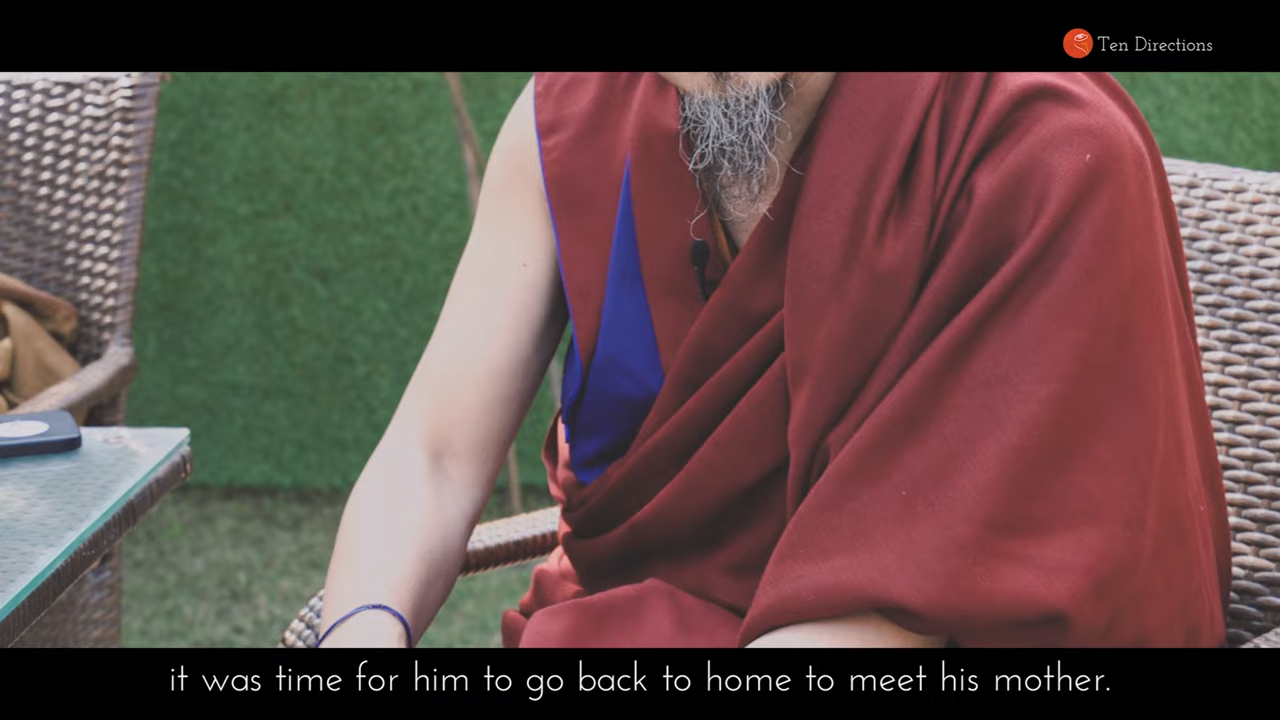 Ten Directions
it was time for him to go back to home to meet his mother.